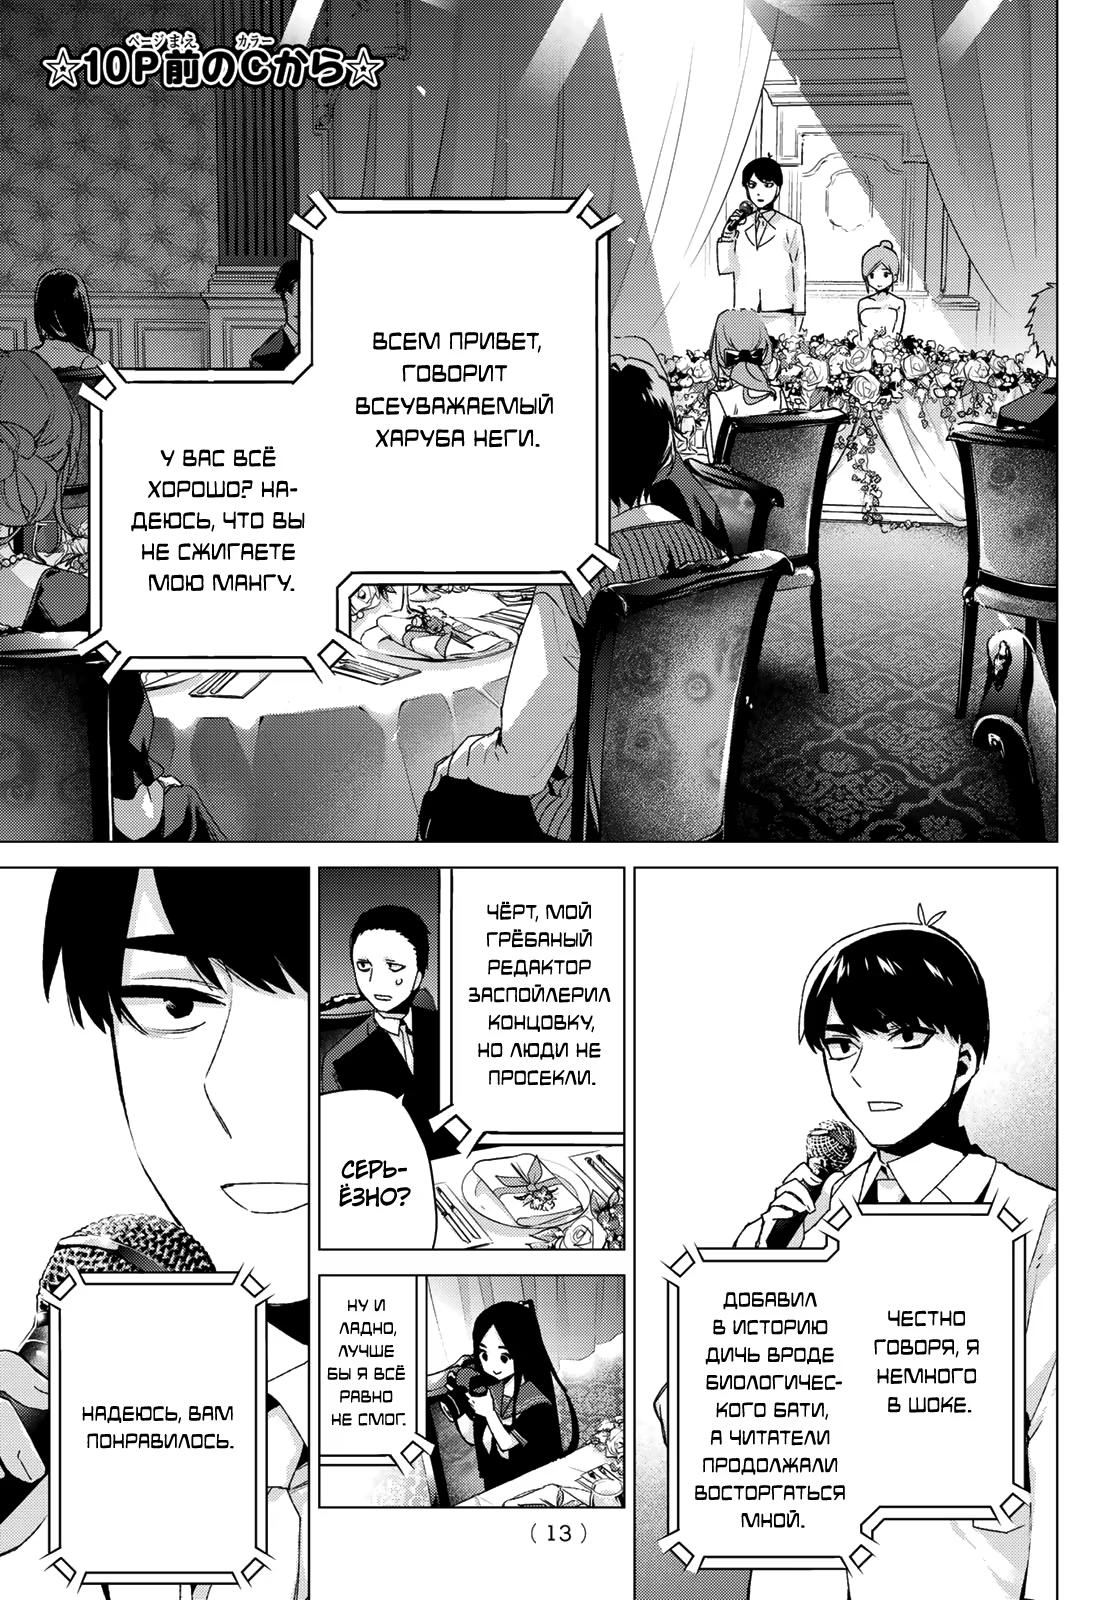 ☆10P前のCから☆
ページ まえ カラー
ВСЕМ ПРИВЕТ,
ГОВОРИТ
ВСЕУВАЖАЕМЫЙ
ХАРУБА НЕГИ.
У ВАС ВСЁ
ХОРОШО? НА-
ДЕЮСЬ, ЧТО ВЫ
НЕ СЖИГАЕТЕ
МОЮ МАНГУ.
ЧЕСТНО
ГОВОРЯ, Я
НЕМНОГО
В ШОКЕ.
ДОБАВИЛ
В ИСТОРИЮ
ДИЧЬ ВРОДЕ
БИОЛОГИЧЕС-
КОГО БАТИ,
А ЧИТАТЕЛИ
ПРОДОЛЖАЛИ
ВОСТОРГАТЬСЯ
МНОЙ.
ЧЁРТ, МОЙ
ГРЁБАНЫЙ
РЕДАКТОР
ЗАСПОЙЛЕРИЛ
КОНЦОВКУ,
НО ЛЮДИ НЕ
ПРОСЕКЛИ.
СЕРЬ-
ЁЗНО?
НУ И
ЛАДНО,
ЛУЧШЕ
БЫ Я ВСЁ
РАВНО
НЕ СМОГ.
НАДЕЮСЬ, ВАМ
ПОНРАВИЛОСЬ.
(13)